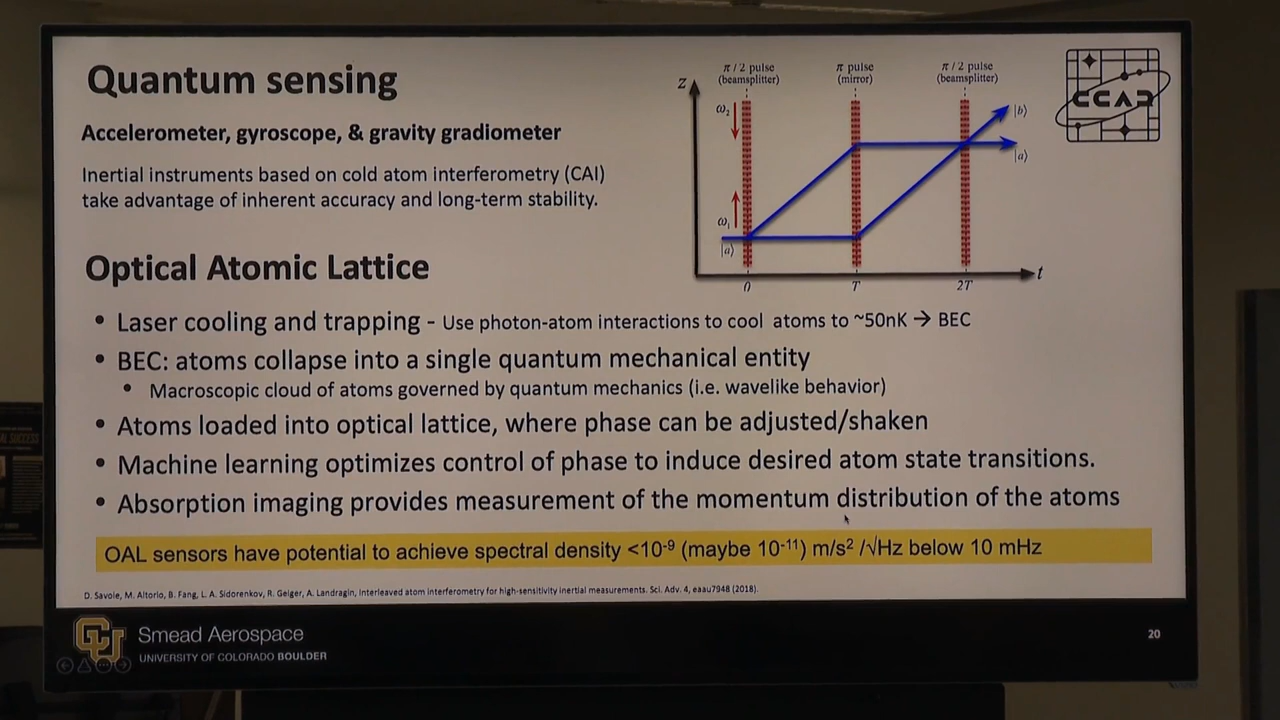 Quantum sensing
Accelerometer, gyroscope, & gravity gradiometer
Inertial instruments based on cold atom interferometry (CAI)
take advantage of inherent accuracy and long-term stability.
π / 2 pulse
(beamsplitter)
π pulse
(mirror)
π / 2 pulse
(beamsplitter)
z
ω₂
ω₁
|a⟩
|b⟩
|a⟩
0
T
2T
t
CCAR
Optical Atomic Lattice
• Laser cooling and trapping - Use photon-atom interactions to cool atoms to ~50nK → BEC
• BEC: atoms collapse into a single quantum mechanical entity
• Macroscopic cloud of atoms governed by quantum mechanics (i.e. wavelike behavior)
• Atoms loaded into optical lattice, where phase can be adjusted/shaken
• Machine learning optimizes control of phase to induce desired atom state transitions.
• Absorption imaging provides measurement of the momentum distribution of the atoms
OAL sensors have potential to achieve spectral density <10⁻⁹ (maybe 10⁻¹¹) m/s² /√Hz below 10 mHz
D. Savoie, M. Altorio, B. Fang, L. A. Sidorenkov, R. Geiger, A. Landragin, Interleaved atom interferometry for high-sensitivity inertial measurements. Sci. Adv. 4, eaau7948 (2018).
CU
Smead Aerospace
UNIVERSITY OF COLORADO BOULDER
20
SUCCESS